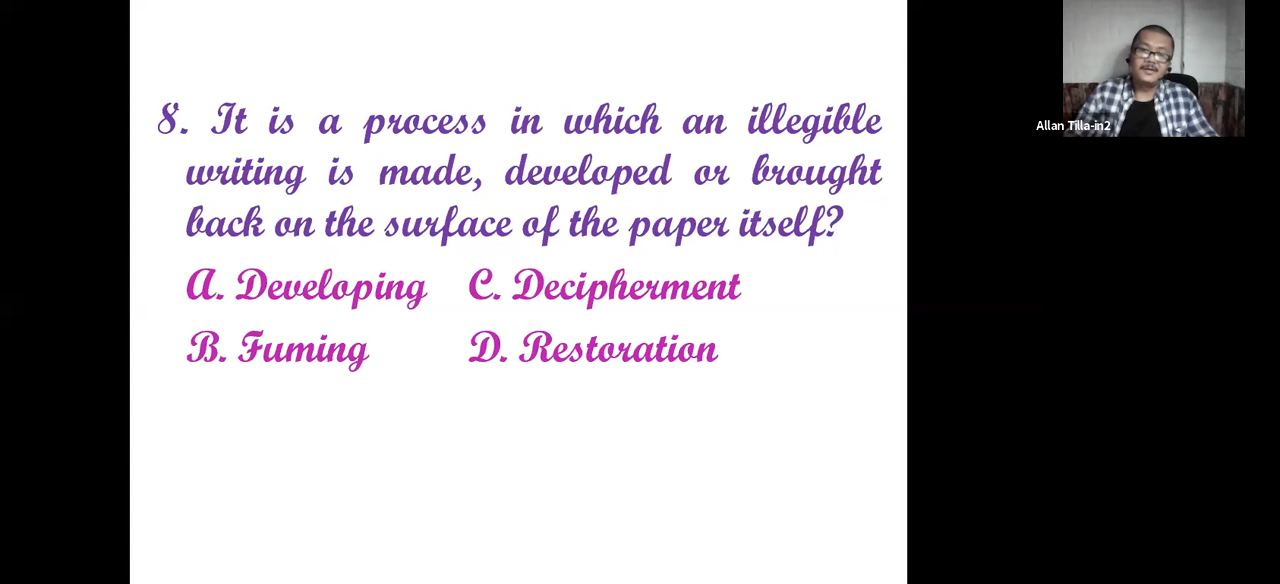 8. It is a process in which an illegible
writing is made, developed or brought
back on the surface of the paper itself?
A. Developing C. Decipherment
B. Fuming D. Restoration
Allan Tilla-in2